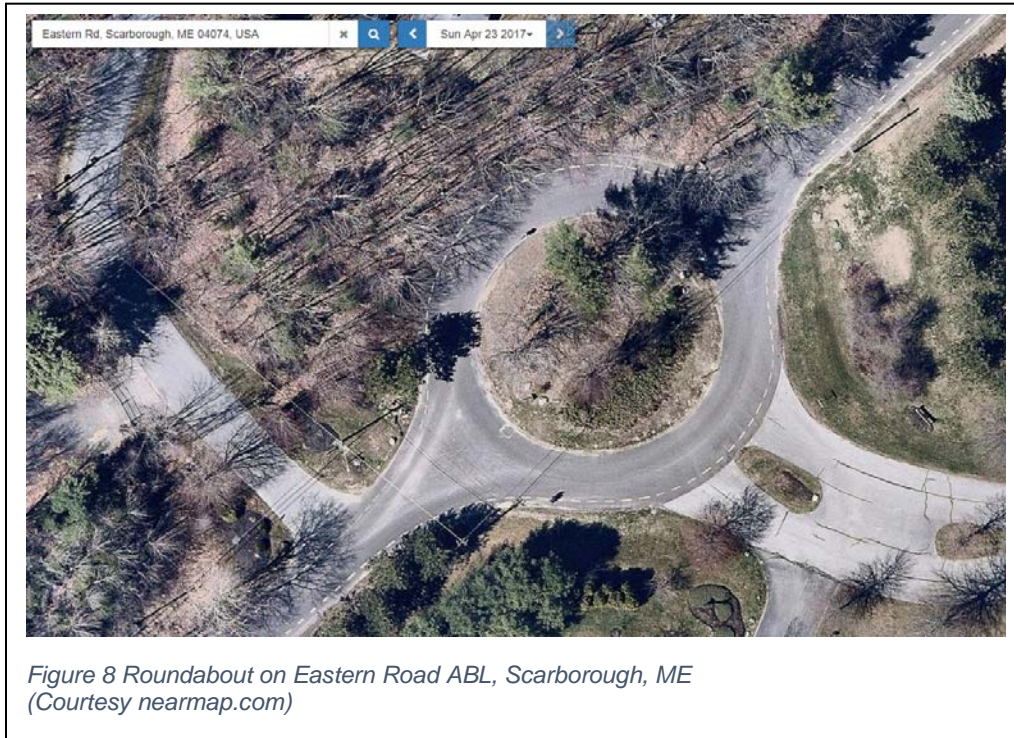 Eastern Rd, Scarborough, ME 04074, USA
Sun Apr 23 2017
Figure 8 Roundabout on Eastern Road ABL, Scarborough, ME
(Courtesy nearmap.com)